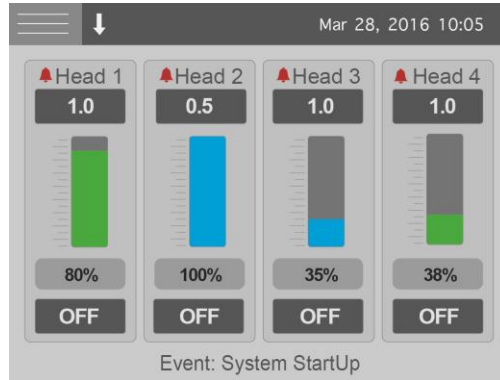 Mar 28, 2016 10:05
Head 1 Head 2 Head 3 Head 4
1.0 0.5 1.0 1.0
80% 100% 35% 38%
OFF OFF OFF OFF
Event: System StartUp